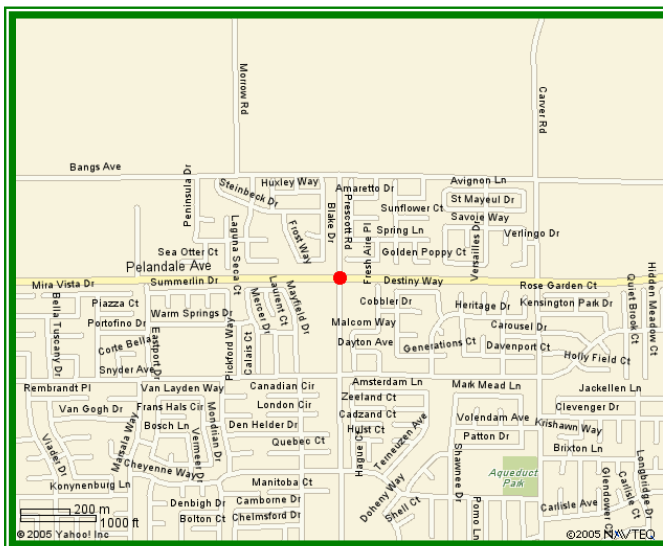 Morrow Rd
Carver Rd
Bangs Ave
Peninsula Dr
Steinbeck Dr
Huxley Way
Amaretto Dr
Avignon Ln
St Mayeul Dr
Laguna Seca Ct
Frost Way
Blake Dr
Prescott Rd
Sunflower Ct
Savoie Way
Spring Ln
Versailles Dr
Verlingo Dr
Fresh Aire Pl
Sea Otter Ct
Golden Poppy Ct
Pelandale Ave
Mira Vista Dr
Summerlin Dr
Destiny Way
Rose Garden Ct
Hidden Meadow Ct
Quiet Brook Ct
Bella Tuscany Dr
Piazza Ct
Portofino Dr
Warm Springs Dr
Mercer Dr
Laurent Ct
Mayfield Dr
Cobbler Dr
Heritage Dr
Kensington Park Dr
Malcom Way
Carousel Dr
Corte Bella
Eastport Dr
Pickford Way
Calais Ct
Dayton Ave
Generations Ct
Davenport Ct
Holly Field Ct
Snyder Ave
Rembrandt Pl
Van Layden Way
Canadian Cir
Amsterdam Ln
Mark Mead Ln
Jackellen Ln
Zeeland Ct
Van Gogh Dr
Frans Hals Cir
London Cir
Cadzand Ct
Clevenger Dr
Volendam Ave
Krishawn Way
Bosch Ln
Mondrian Dr
Den Helder Dr
Hulst Ct
Patton Dr
Marsala Way
Vermeer Dr
Quebec Ct
Terneuzen Ave
Brixton Ln
Viader Dr
Cheyenne Way
Hague Ct
Shawnee Dr
Aqueduct
Park
Longbridge Dr
Konynenburg Ln
Manitoba Ct
Doheny Way
Glendower Ct
Carlisle Ct
Denbigh Dr
Camborne Dr
Shell Ct
Pomo Ln
Carlisle Ave
Bolton Ct
Chelmsford Dr
200 m
1000 ft
©2005 Yahoo! Inc
©2005 NAVTEQ